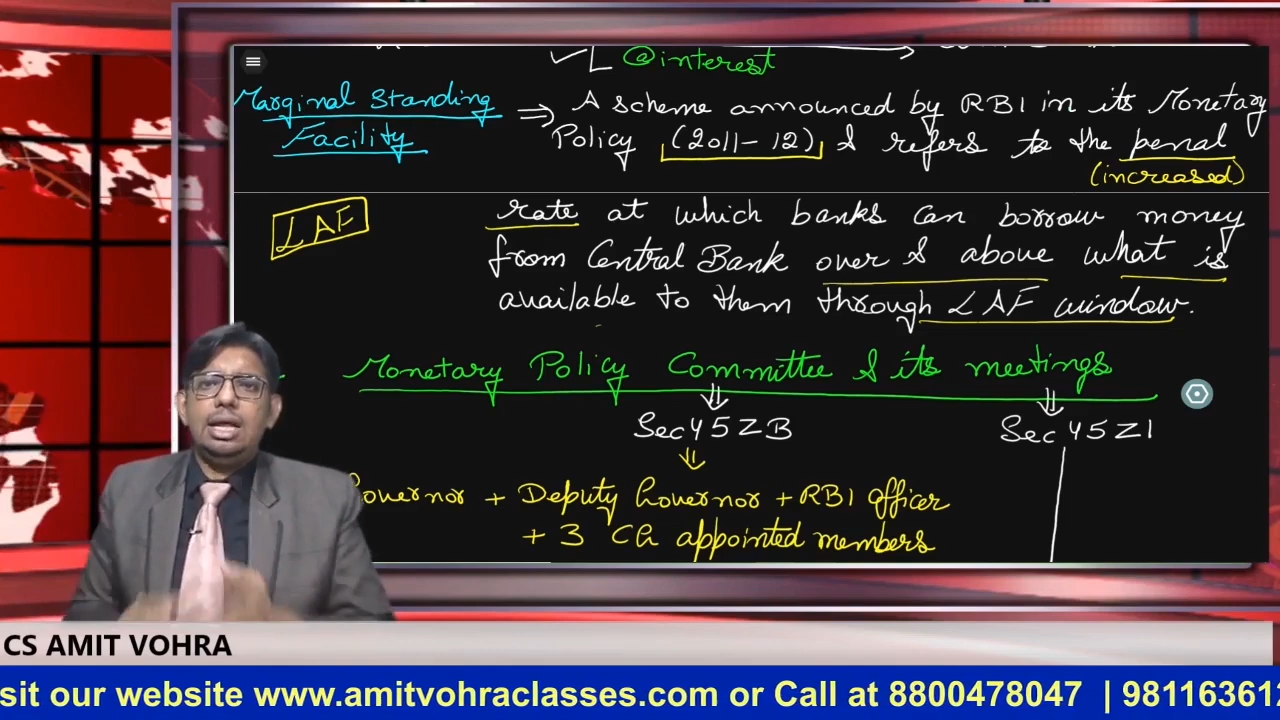 @interest
Marginal Standing
Facility
⇒ A scheme announced by RBI in its Monetary
Policy (2011-12) & refers to the penal
(increased)
LAF
rate at which banks can borrow money
from Central Bank over & above what is
available to them through LAF window.
Monetary Policy Committee & its meetings
Sec 45ZB
Sec 45ZI
Governor + Deputy Governor + RBI officer
+ 3 CG appointed members
CS AMIT VOHRA
sit our website www.amitvohraclasses.com or Call at 8800478047 | 981163612